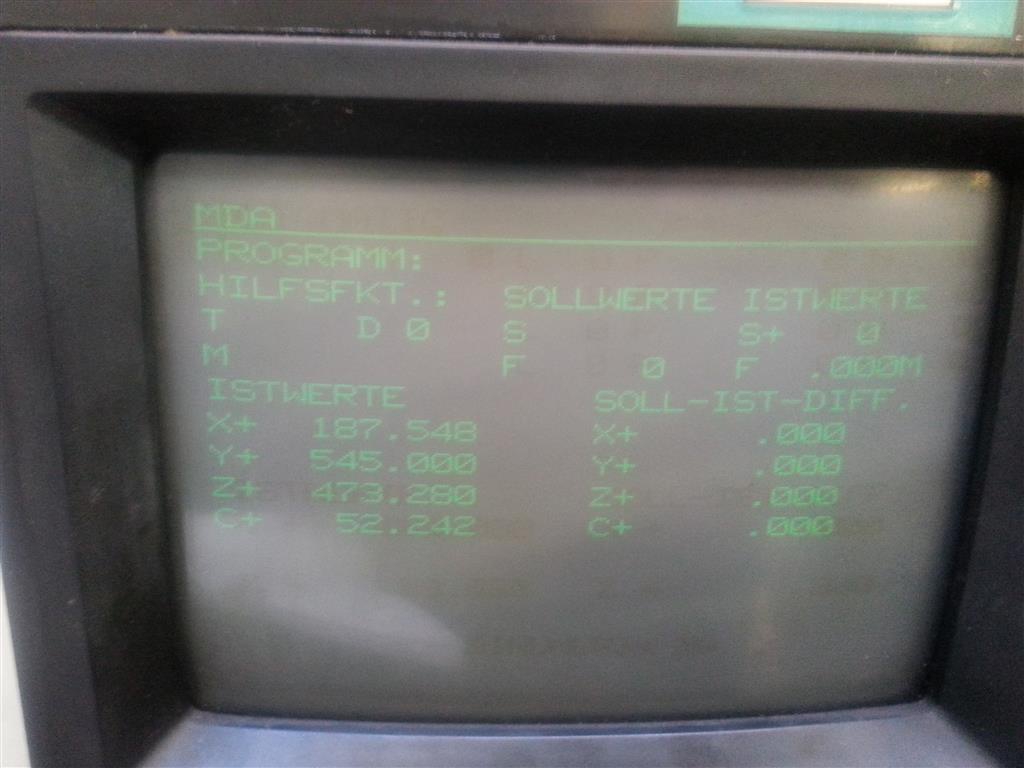 MDA
PROGRAMM:
HILFSFKT.: SOLLWERTE ISTWERTE
T D 0 S S+ 0
M F 0 F .000M
ISTWERTE SOLL-IST-DIFF.
X+ 187.548 X+ .000
Y+ 545.000 Y+ .000
Z+ 473.280 Z+ .000
C+ 52.242 C+ .000